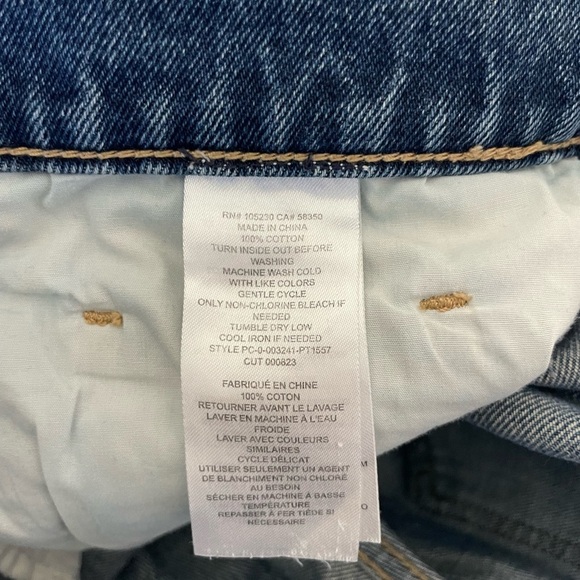 RN# 105230 CA# 58350
MADE IN CHINA
100% COTTON
TURN INSIDE OUT BEFORE
WASHING
MACHINE WASH COLD
WITH LIKE COLORS
GENTLE CYCLE
ONLY NON-CHLORINE BLEACH IF
NEEDED
TUMBLE DRY LOW
COOL IRON IF NEEDED
STYLE PC-0-003241-PT1557
CUT 000823
FABRIQUÉ EN CHINE
100% COTON
RETOURNER AVANT LE LAVAGE
LAVER EN MACHINE À L'EAU
FROIDE
LAVER AVEC COULEURS
SIMILAIRES
CYCLE DÉLICAT
UTILISER SEULEMENT UN AGENT
DE BLANCHIMENT NON CHLORÉ
AU BESOIN
SÉCHER EN MACHINE À BASSE
TEMPÉRATURE
REPASSER À FER TIÈDE SI
NÉCESSAIRE
M
O